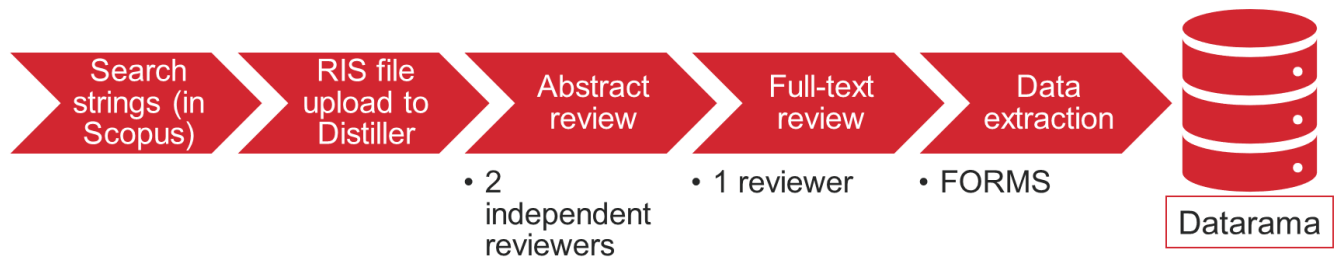 Search
strings (in
Scopus)
RIS file
upload to
Distiller
Abstract
review
Full-text
review
Data
extraction
• 2
independent
reviewers
• 1 reviewer
• FORMS
Datarama